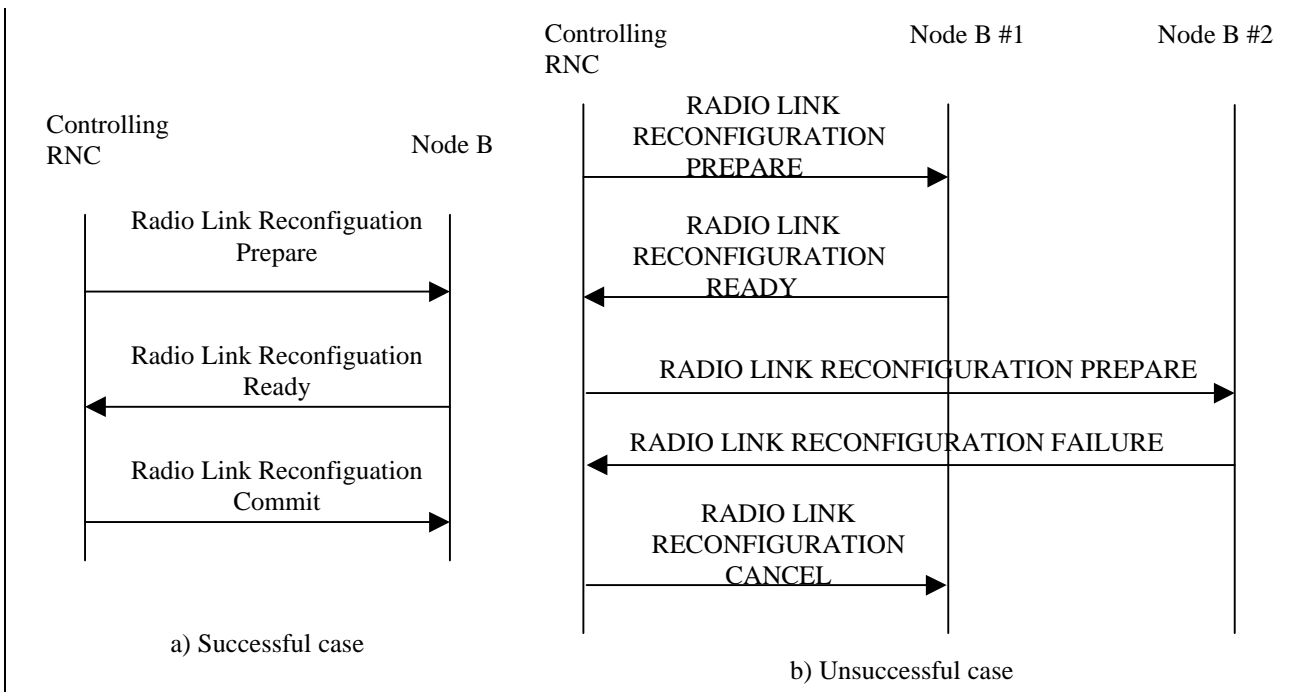 Controlling
RNC
Node B
Radio Link Reconfiguation
Prepare
Radio Link Reconfiguation
Ready
Radio Link Reconfiguation
Commit
a) Successful case
Controlling
RNC
Node B #1
Node B #2
RADIO LINK
RECONFIGURATION
PREPARE
RADIO LINK
RECONFIGURATION
READY
RADIO LINK RECONFIGURATION PREPARE
RADIO LINK RECONFIGURATION FAILURE
RADIO LINK
RECONFIGURATION
CANCEL
b) Unsuccessful case